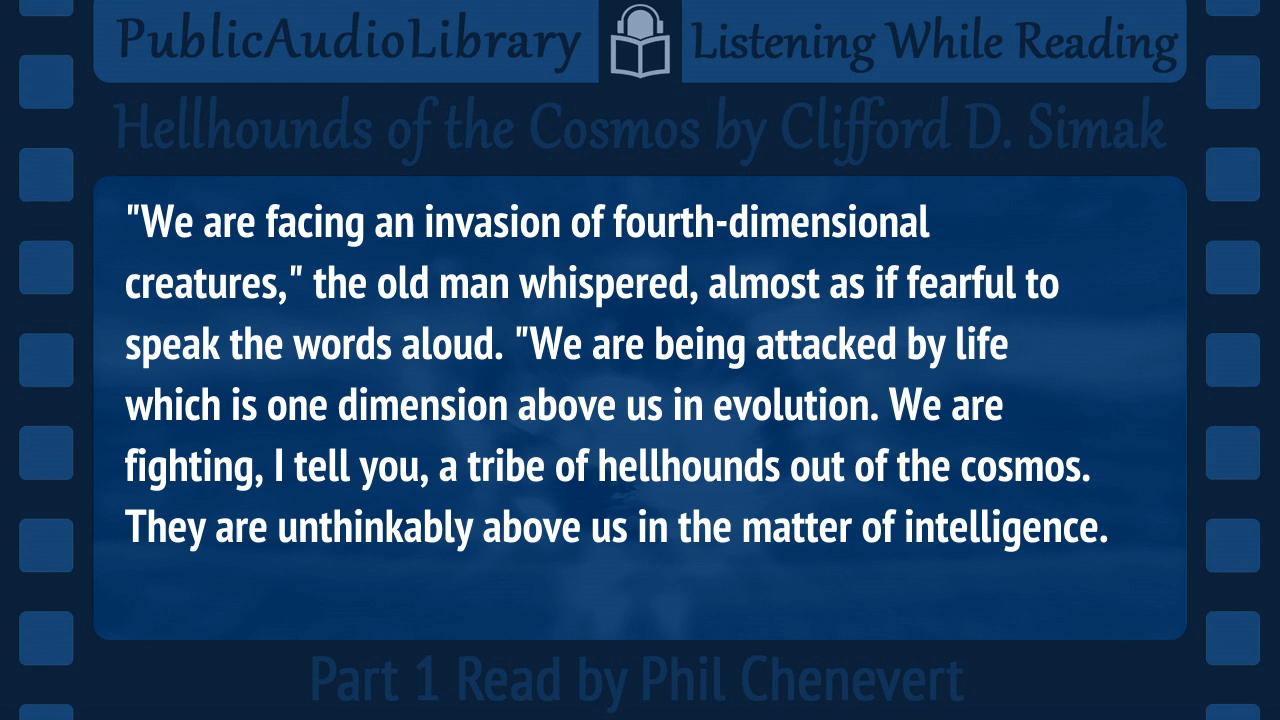 PublicAudioLibrary Listening While Reading
Hellhounds of the Cosmos by Clifford D. Simak
"We are facing an invasion of fourth-dimensional
creatures," the old man whispered, almost as if fearful to
speak the words aloud. "We are being attacked by life
which is one dimension above us in evolution. We are
fighting, I tell you, a tribe of hellhounds out of the cosmos.
They are unthinkably above us in the matter of intelligence.
Part 1 Read by Phil Chenevert